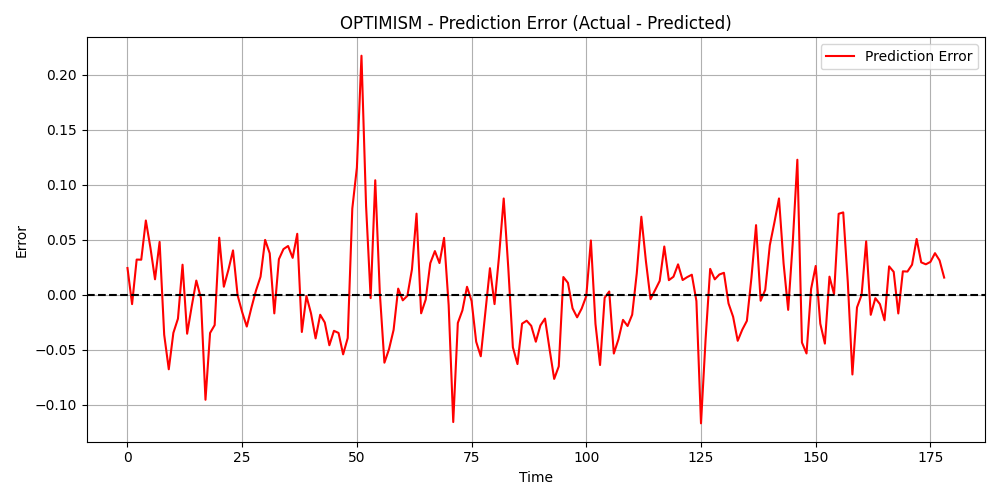 OPTIMISM - Prediction Error (Actual - Predicted)
Prediction Error
Error
0.20
0.15
0.10
0.05
0.00
−0.05
−0.10
0 25 50 75 100 125 150 175
Time